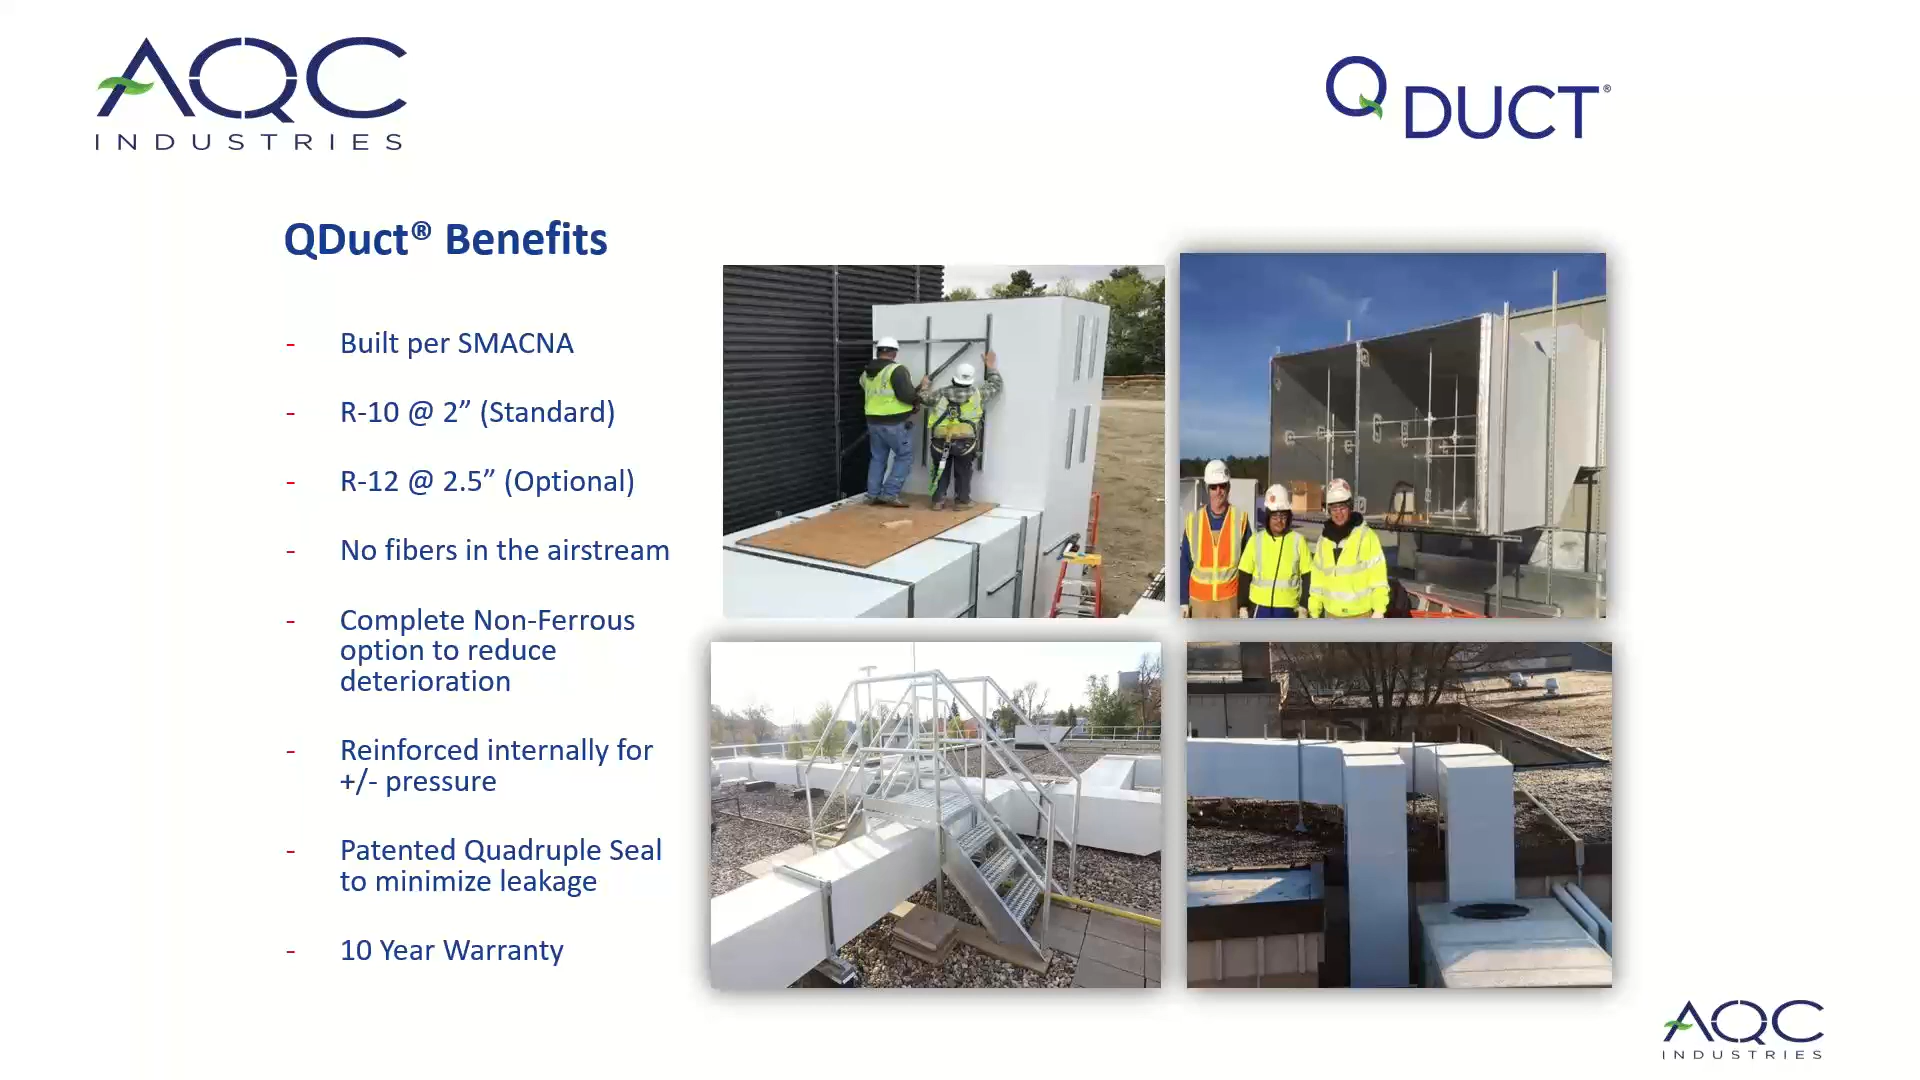 AQC
INDUSTRIES
Q DUCT®
QDuct® Benefits
- Built per SMACNA
- R-10 @ 2” (Standard)
- R-12 @ 2.5” (Optional)
- No fibers in the airstream
- Complete Non-Ferrous
option to reduce
deterioration
- Reinforced internally for
+/- pressure
- Patented Quadruple Seal
to minimize leakage
- 10 Year Warranty
AQC
INDUSTRIES